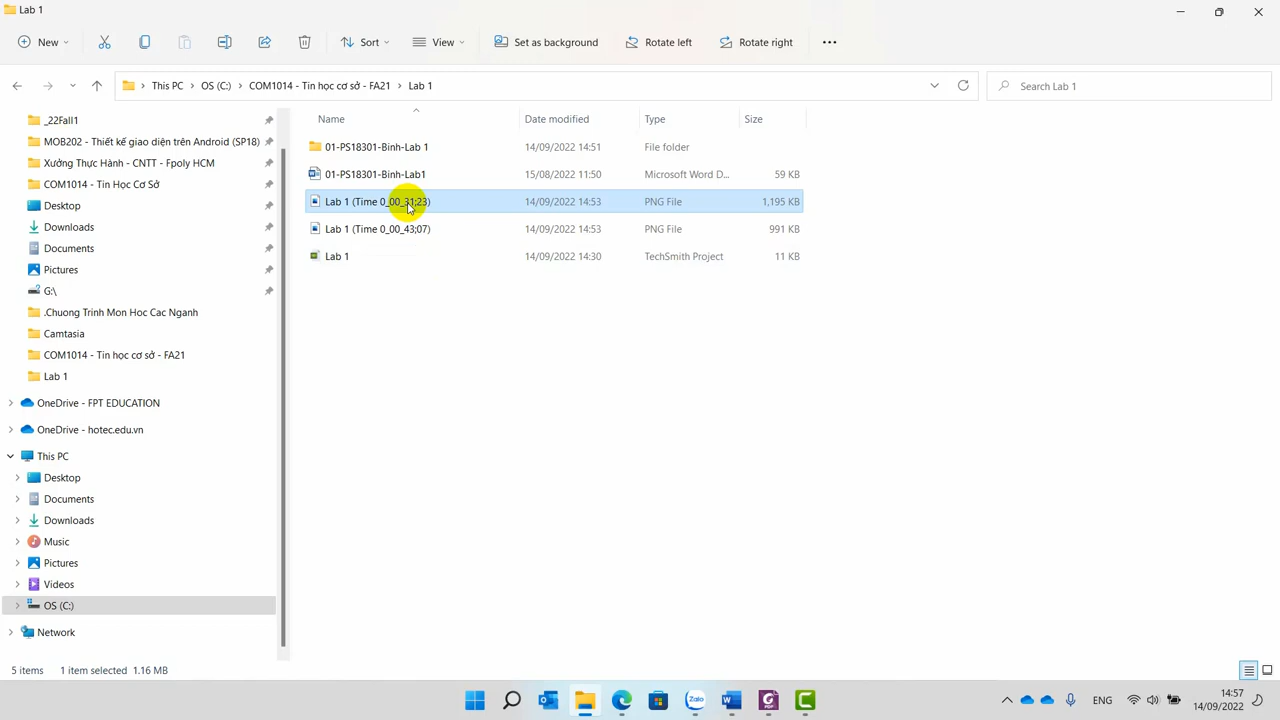 Lab 1
New
Sort
View
Set as background
Rotate left
Rotate right
This PC
OS (C:)
COM1014 - Tin học cơ sở - FA21
Lab 1
Search Lab 1
_22Fall1
MOB202 - Thiết kế giao diện trên Android (SP18)
Xưởng Thực Hành - CNTT - Fpoly HCM
COM1014 - Tin Học Cơ Sở
Desktop
Downloads
Documents
Pictures
G:\
.Chuong Trinh Mon Hoc Cac Nganh
Camtasia
COM1014 - Tin học cơ sở - FA21
Lab 1
OneDrive - FPT EDUCATION
OneDrive - hotec.edu.vn
This PC
Desktop
Documents
Downloads
Music
Pictures
Videos
OS (C:)
Network
Name Date modified Type Size
01-PS18301-Binh-Lab 1 14/09/2022 14:51 File folder
01-PS18301-Binh-Lab1 15/08/2022 11:50 Microsoft Word D... 59 KB
Lab 1 (Time 0_00_31;23) 14/09/2022 14:53 PNG File 1,195 KB
Lab 1 (Time 0_00_43;07) 14/09/2022 14:53 PNG File 991 KB
Lab 1 14/09/2022 14:30 TechSmith Project 11 KB
5 items 1 item selected 1.16 MB
Zalo
ENG
14:57
14/09/2022